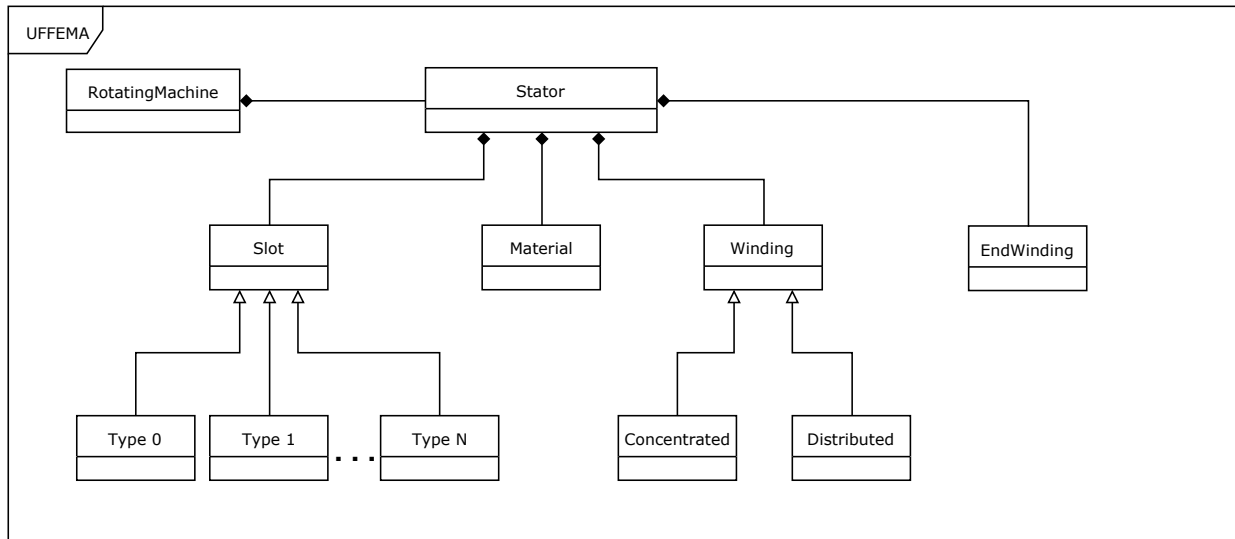 UFFEMA
RotatingMachine
Stator
Slot
Material
Winding
EndWinding
Type 0
Type 1
. . .
Type N
Concentrated
Distributed